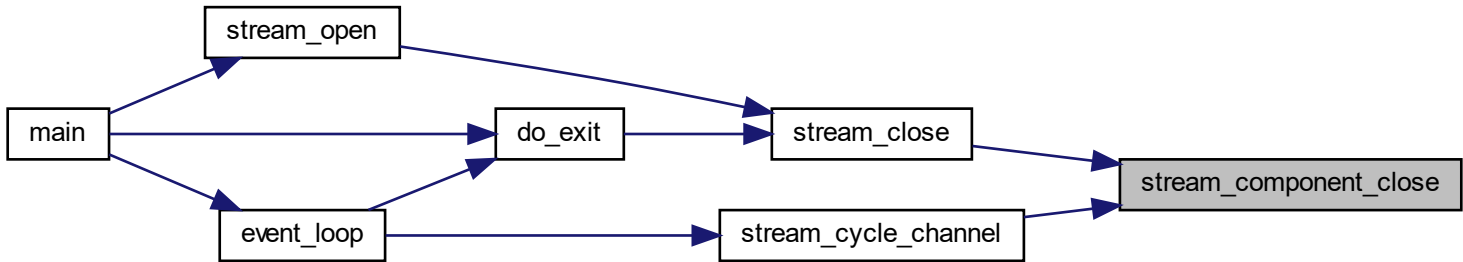 stream_open
main
do_exit
stream_close
stream_component_close
event_loop
stream_cycle_channel